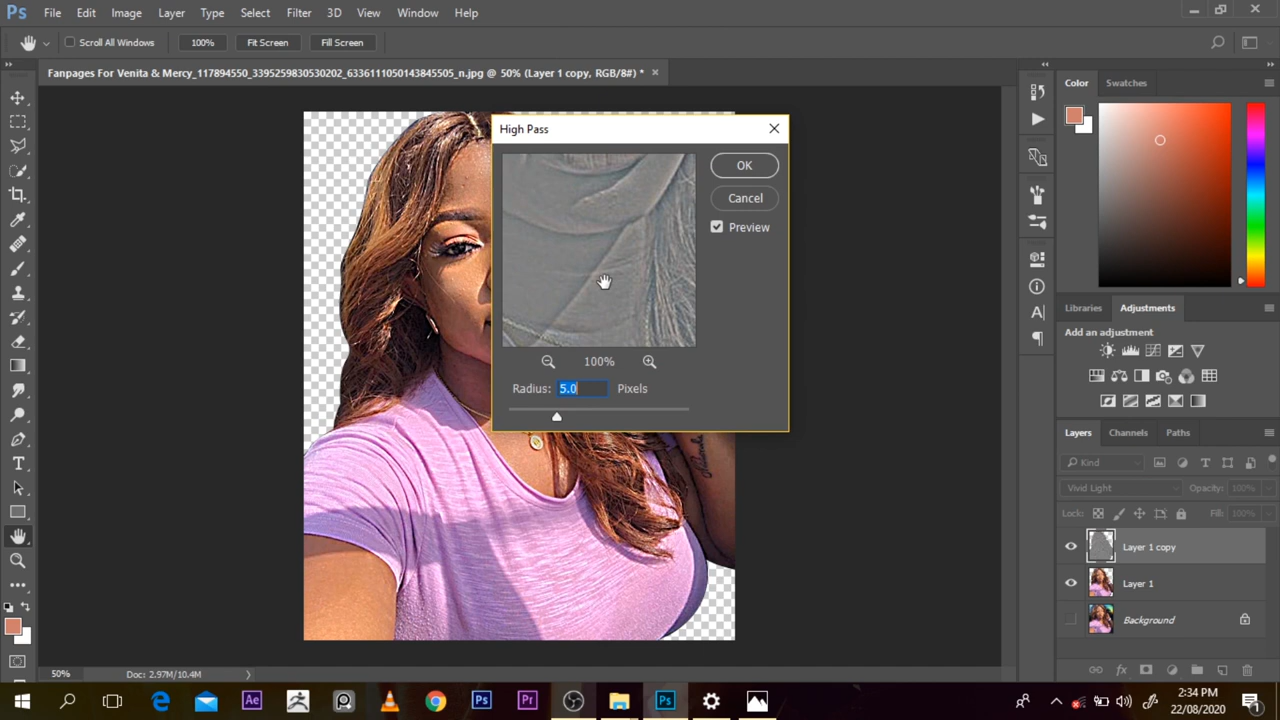 Ps File Edit Image Layer Type Select Filter 3D View Window Help
Scroll All Windows 100% Fit Screen Fill Screen
Fanpages For Venita & Mercy_117894550_3395259830530202_6336111050143845505_n.jpg @ 50% (Layer 1 copy, RGB/8#) * ×
High Pass
OK
Cancel
Preview
100%
Radius: 5.0 Pixels
Color Swatches
Libraries Adjustments
Add an adjustment
Layers Channels Paths
Kind
Vivid Light Opacity: 100%
Lock: Fill: 100%
Layer 1 copy
Layer 1
Background
50% Doc: 2.97M/10.4M
Ae Ps Pr Ps
2:34 PM
22/08/2020